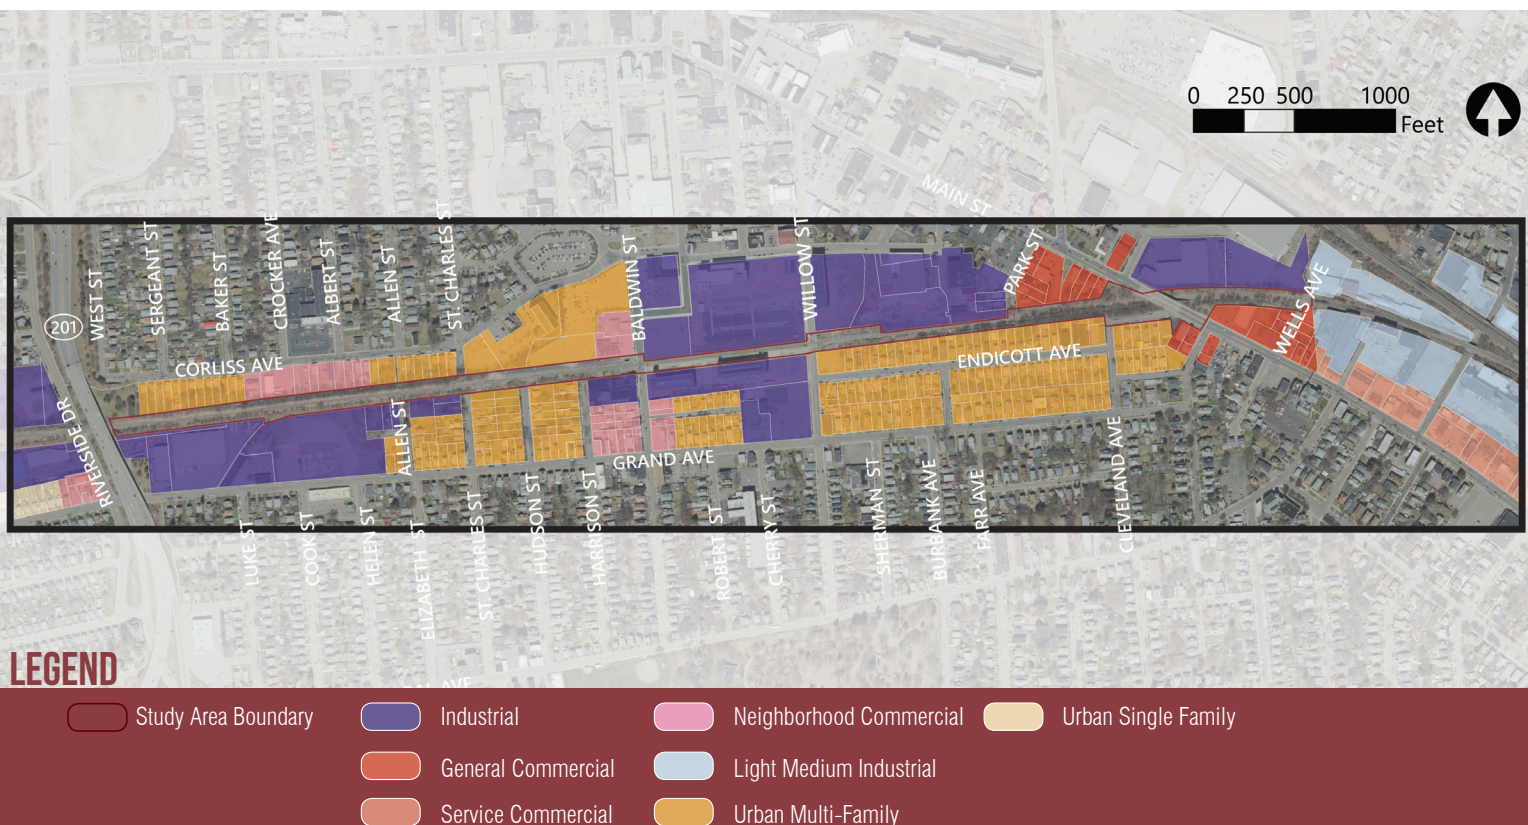 0 250 500 1000
Feet
MAIN ST
201
WEST ST
SERGEANT ST
BAKER ST
CROCKER AVE
ALBERT ST
ALLEN ST
ST. CHARLES ST
BALDWIN ST
WILLOW ST
PARK ST
WELLS AVE
CORLISS AVE
ENDICOTT AVE
RIVERSIDE DR
ALLEN ST
GRAND AVE
LUKE ST
COOK ST
HELEN ST
ELIZABETH ST
ST. CHARLES ST
HUDSON ST
HARRISON ST
ROBERT ST
CHERRY ST
SHERMAN ST
BURBANK AVE
FARR AVE
CLEVELAND AVE
AVE
LEGEND
Study Area Boundary
Industrial
Neighborhood Commercial
Urban Single Family
General Commercial
Light Medium Industrial
Service Commercial
Urban Multi-Family